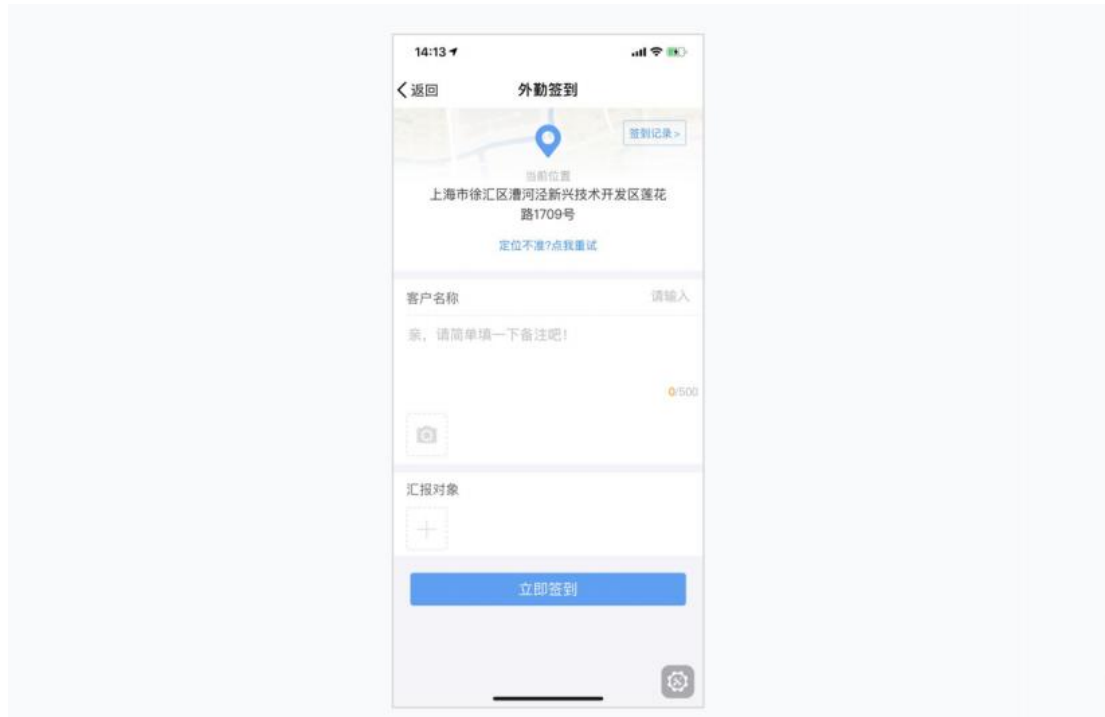 14:13
返回
外勤签到
签到记录>
当前位置
上海市徐汇区漕河泾新兴技术开发区莲花
路1709号
定位不准?点我重试
客户名称
请输入
亲，请简单填一下备注吧!
0/500
汇报对象
立即签到